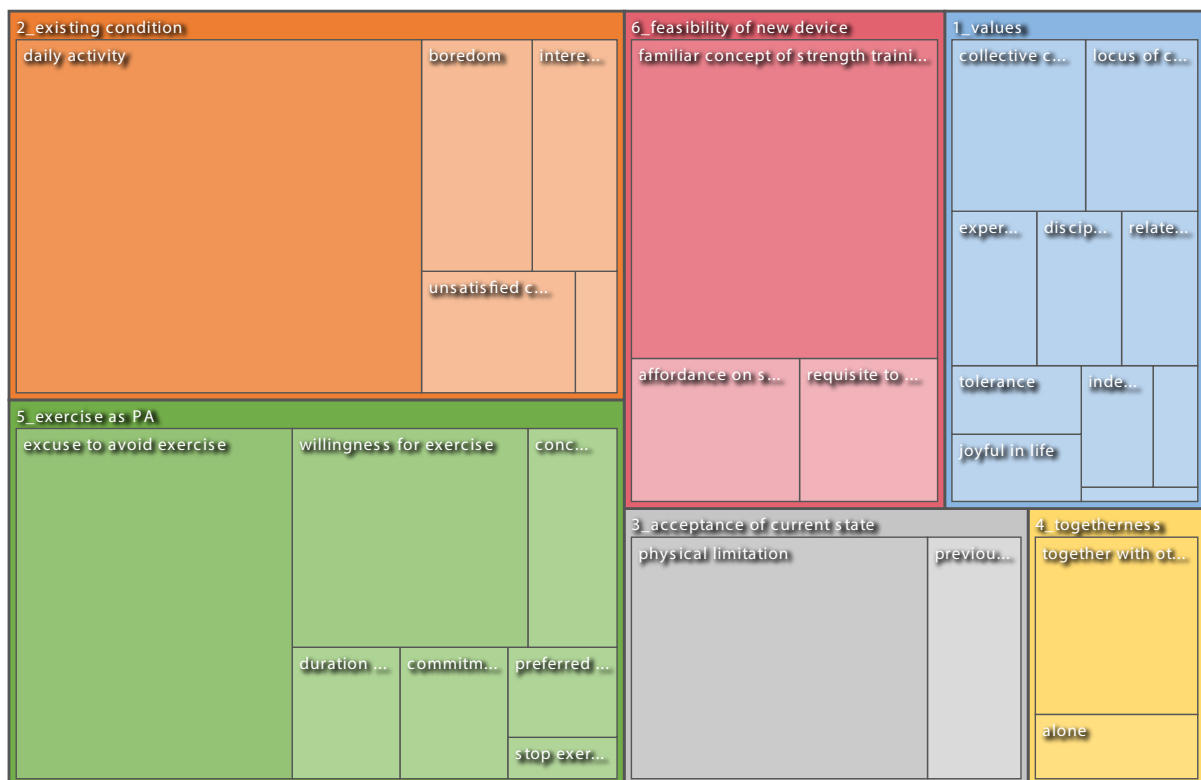 2_existing condition
daily activity
boredom
intere...
unsatisfied c...
6_feasibility of new device
familiar concept of strength traini...
affordance on s...
requisite to ...
1_values
collective c...
locus of c...
exper...
discip...
relate...
tolerance
inde...
joyful in life
5_exercise as PA
excuse to avoid exercise
willingness for exercise
conc...
duration ...
commitm...
preferred ...
stop exer...
3_acceptance of current state
physical limitation
previou...
4_togetherness
together with ot...
alone